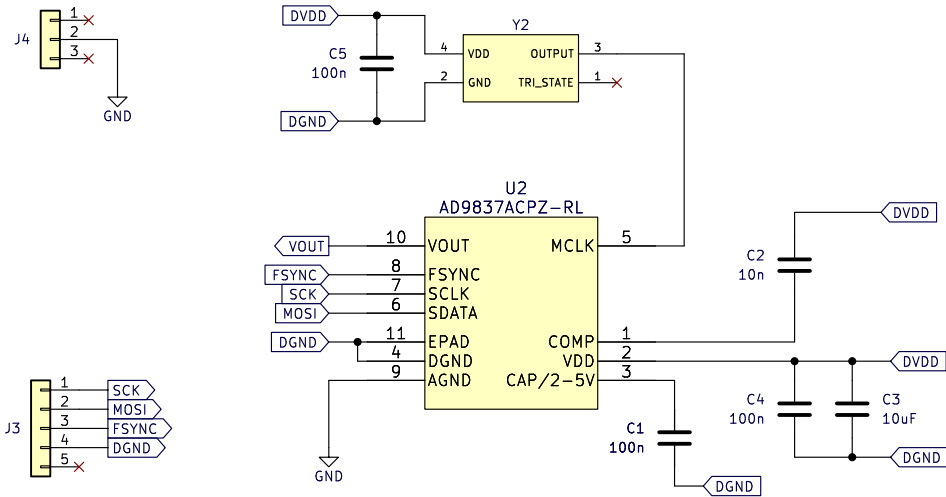 J4
1
2
3
GND
DVDD
C5
100n
DGND
Y2
4 VDD OUTPUT 3
2 GND TRI_STATE 1
U2
AD9837ACPZ-RL
VOUT 10 VOUT MCLK 5
FSYNC 8 FSYNC
SCK 7 SCLK
MOSI 6 SDATA
DGND 11 EPAD COMP 1
4 DGND VDD 2
9 AGND CAP/2-5V 3
GND
DVDD
C2
10n
DVDD
C4
100n
C3
10uF
DGND
C1
100n
DGND
J3
1 SCK
2 MOSI
3 FSYNC
4 DGND
5